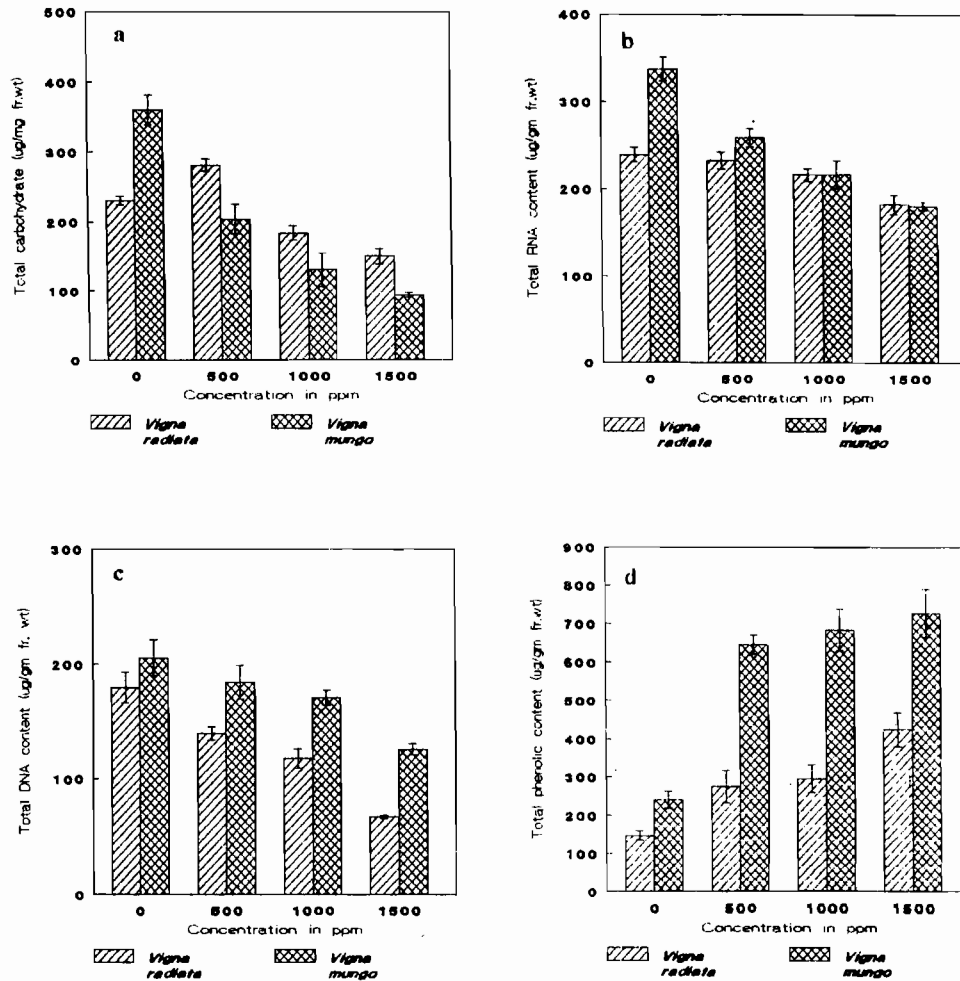 a
Total carbohydrate (ug/mg fr.wt)
500
400
300
200
100
0
0 500 1000 1500
Concentration in ppm
Vigna radiata
Vigna mungo
b
Total RNA content (ug/gm fr.wt)
400
300
200
100
0
0 500 1000 1500
Concentration in ppm
Vigna radiata
Vigna mungo
c
Total DNA content (ug/gm fr. wt)
300
200
100
0
0 500 1000 1500
Concentration in ppm
Vigna radiata
Vigna mungo
d
Total phenolic content (ug/gm fr.wt)
900
800
700
600
500
400
300
200
100
0
0 500 1000 1500
Concentration in ppm
Vigna radiata
Vigna mungo